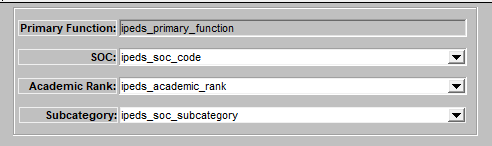 Primary Function: ipeds_primary_function
SOC: ipeds_soc_code
Academic Rank: ipeds_academic_rank
Subcategory: ipeds_soc_subcategory